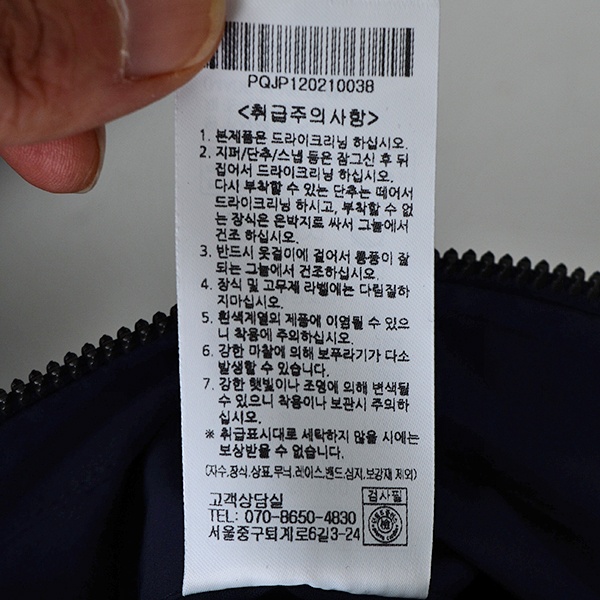 PQJP120210038
<취급주의사항>
1. 본제품은 드라이크리닝 하십시오.
2. 지퍼/단추/스냅 등은 잠그신 후 뒤
집어서 드라이크리닝 하십시오.
다시 부착할 수 있는 단추는 떼어서
드라이크리닝 하시고, 부착할 수 없
는 장식은 은박지로 싸서 그늘에서
건조 하십시오.
3. 반드시 옷걸이에 걸어서 통풍이 잘
되는 그늘에서 건조하십시오.
4. 장식 및 고무제 라벨에는 다림질하
지마십시오.
5. 흰색계열의 제품에 이염될 수 있으
니 착용에 주의하십시오.
6. 강한 마찰에 의해 보푸라기가 다소
발생할 수 있습니다.
7. 강한 햇빛이나 조명에 의해 변색될
수 있으니 착용이나 보관시 주의하
십시오.
※ 취급표시대로 세탁하지 않을 시에는
보상받을 수 없습니다.
(자수,장식,상표,무늬,레이스,밴드,심지,보강재 제외)
고객상담실
TEL: 070-8650-4830
서울중구퇴계로6길3-24
검사필